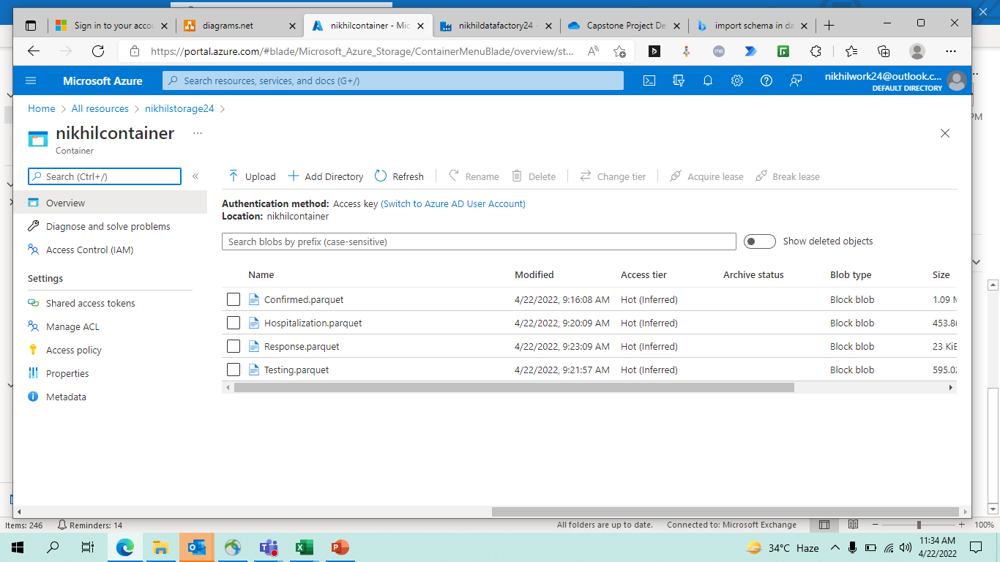 Sign in to your accou
diagrams.net
nikhilcontainer - Mic
nikhildatafactory24 -
Capstone Project De
import schema in da
https://portal.azure.com/#blade/Microsoft_Azure_Storage/ContainerMenuBlade/overview/st...
Microsoft Azure
Search resources, services, and docs (G+/)
nikhilwork24@outlook.c...
DEFAULT DIRECTORY
Home > All resources > nikhilstorage24 >
nikhilcontainer ...
Container
Search (Ctrl+/)
Overview
Diagnose and solve problems
Access Control (IAM)
Settings
Shared access tokens
Manage ACL
Access policy
Properties
Metadata
Upload Add Directory Refresh Rename Delete Change tier Acquire lease Break lease
Authentication method: Access key (Switch to Azure AD User Account)
Location: nikhilcontainer
Search blobs by prefix (case-sensitive)
Show deleted objects
Name Modified Access tier Archive status Blob type Size
Confirmed.parquet 4/22/2022, 9:16:08 AM Hot (Inferred) Block blob 1.09 M
Hospitalization.parquet 4/22/2022, 9:20:09 AM Hot (Inferred) Block blob 453.86
Response.parquet 4/22/2022, 9:23:09 AM Hot (Inferred) Block blob 23 KiB
Testing.parquet 4/22/2022, 9:21:57 AM Hot (Inferred) Block blob 595.02
PM
Items: 246 Reminders: 14 All folders are up to date. Connected to: Microsoft Exchange 100%
34°C Haze
11:34 AM
4/22/2022